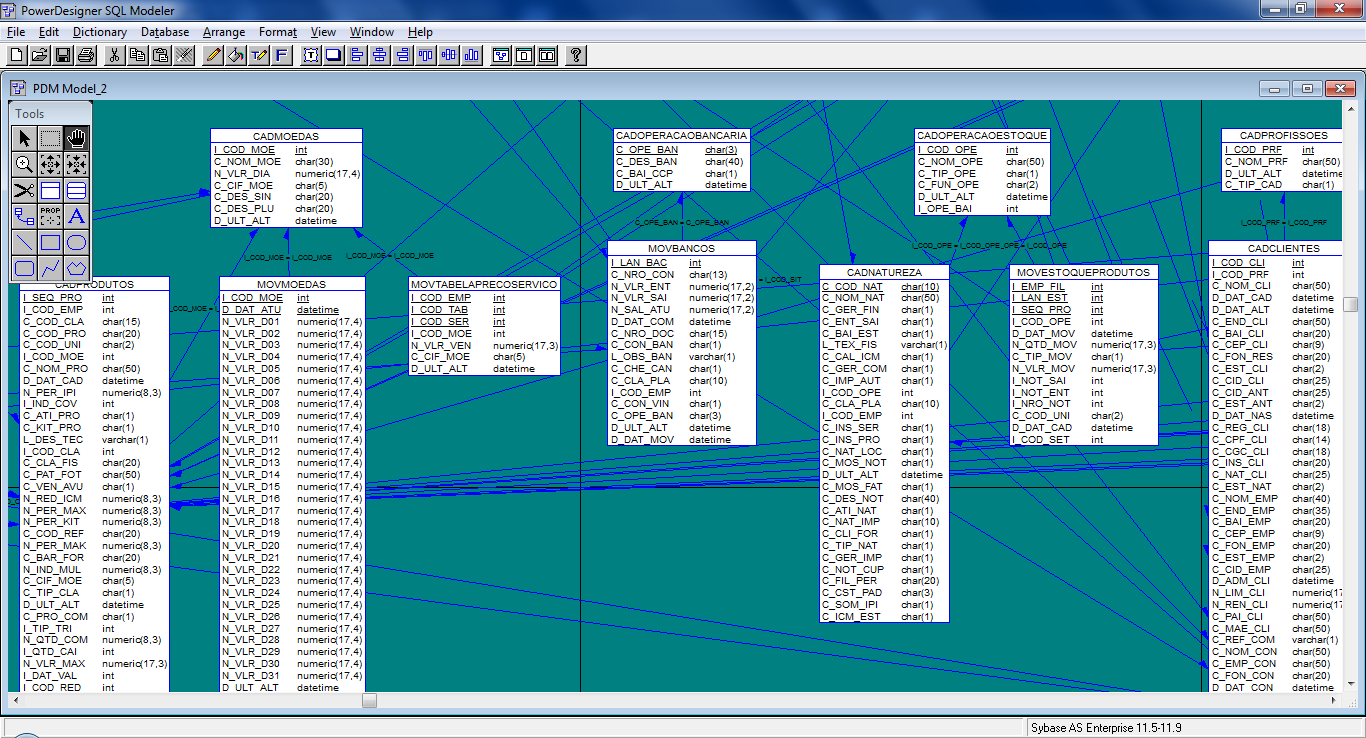 PowerDesigner SQL Modeler
File Edit Dictionary Database Arrange Format View Window Help
PDM Model_2
Tools
PROP
CADMOEDAS
I_COD_MOE int
C_NOM_MOE char(30)
N_VLR_DIA numeric(17,4)
C_CIF_MOE char(5)
C_DES_SIN char(20)
C_DES_PLU char(20)
D_ULT_ALT datetime
CADOPERACAOBANCARIA
C_OPE_BAN char(3)
C_DES_BAN char(40)
C_BAI_CCP char(1)
D_ULT_ALT datetime
CADOPERACAOESTOQUE
I_COD_OPE int
C_NOM_OPE char(50)
C_TIP_OPE char(1)
C_FUN_OPE char(2)
D_ULT_ALT datetime
I_OPE_BAI int
CADPROFISSOES
I_COD_PRF int
C_NOM_PRF char(50)
D_ULT_ALT datetime
C_TIP_CAD char(1)
I_COD_MOE = I_COD_MOE
I_COD_MOE = I_COD_MOE
C_OPE_BAN = C_OPE_BAN
I_COD_OPE = I_COD_OPE_OPE = I_COD_OPE
I_COD_PRF = I_COD_PRF
= I_COD_SIT
_COD_MOE =
CADPRODUTOS
I_SEQ_PRO int
I_COD_EMP int
C_COD_CLA char(15)
C_COD_PRO char(20)
C_COD_UNI char(2)
I_COD_MOE int
C_NOM_PRO char(50)
D_DAT_CAD datetime
N_PER_IPI numeric(8,3)
I_IND_COV int
C_ATI_PRO char(1)
C_KIT_PRO char(1)
L_DES_TEC varchar(1)
I_COD_CLA int
C_CLA_FIS char(20)
C_PAT_FOT char(50)
C_VEN_AVU char(1)
N_RED_ICM numeric(8,3)
N_PER_MAX numeric(8,3)
N_PER_KIT numeric(8,3)
C_COD_REF char(20)
N_PER_MAK numeric(8,3)
C_BAR_FOR char(20)
N_IND_MUL numeric(8,3)
C_CIF_MOE char(5)
C_TIP_CLA char(1)
D_ULT_ALT datetime
C_PRO_COM char(1)
I_TIP_TRI int
N_QTD_COM numeric(8,3)
I_QTD_CAI int
N_VLR_MAX numeric(17,3)
I_DAT_VAL int
I_COD_RED int
MOVMOEDAS
I_COD_MOE int
D_DAT_ATU datetime
N_VLR_D01 numeric(17,4)
N_VLR_D02 numeric(17,4)
N_VLR_D03 numeric(17,4)
N_VLR_D04 numeric(17,4)
N_VLR_D05 numeric(17,4)
N_VLR_D06 numeric(17,4)
N_VLR_D07 numeric(17,4)
N_VLR_D08 numeric(17,4)
N_VLR_D09 numeric(17,4)
N_VLR_D10 numeric(17,4)
N_VLR_D11 numeric(17,4)
N_VLR_D12 numeric(17,4)
N_VLR_D13 numeric(17,4)
N_VLR_D14 numeric(17,4)
N_VLR_D15 numeric(17,4)
N_VLR_D16 numeric(17,4)
N_VLR_D17 numeric(17,4)
N_VLR_D18 numeric(17,4)
N_VLR_D19 numeric(17,4)
N_VLR_D20 numeric(17,4)
N_VLR_D21 numeric(17,4)
N_VLR_D22 numeric(17,4)
N_VLR_D23 numeric(17,4)
N_VLR_D24 numeric(17,4)
N_VLR_D25 numeric(17,4)
N_VLR_D26 numeric(17,4)
N_VLR_D27 numeric(17,4)
N_VLR_D28 numeric(17,4)
N_VLR_D29 numeric(17,4)
N_VLR_D30 numeric(17,4)
N_VLR_D31 numeric(17,4)
D_ULT_ALT datetime
MOVTABELAPRECOSERVICO
I_COD_EMP int
I_COD_TAB int
I_COD_SER int
I_COD_MOE int
N_VLR_VEN numeric(17,3)
C_CIF_MOE char(5)
D_ULT_ALT datetime
MOVBANCOS
I_LAN_BAC int
C_NRO_CON char(13)
N_VLR_ENT numeric(17,2)
N_VLR_SAI numeric(17,2)
N_SAL_ATU numeric(17,2)
D_DAT_COM datetime
C_NRO_DOC char(15)
C_CON_BAN char(1)
L_OBS_BAN varchar(1)
C_CHE_CAN char(1)
C_CLA_PLA char(10)
I_COD_EMP int
C_CON_VIN char(1)
C_OPE_BAN char(3)
D_ULT_ALT datetime
D_DAT_MOV datetime
CADNATUREZA
C_COD_NAT char(10)
C_NOM_NAT char(50)
C_GER_FIN char(1)
C_ENT_SAI char(1)
C_BAI_EST char(1)
L_TEX_FIS varchar(1)
C_CAL_ICM char(1)
C_GER_COM char(1)
C_IMP_AUT char(1)
I_COD_OPE int
C_CLA_PLA char(10)
I_COD_EMP int
C_INS_SER char(1)
C_INS_PRO char(1)
C_NAT_LOC char(1)
C_MOS_NOT char(1)
D_ULT_ALT datetime
C_MOS_FAT char(1)
C_DES_NOT char(40)
C_ATI_NAT char(1)
C_NAT_IMP char(10)
C_CLI_FOR char(1)
C_TIP_NAT char(1)
C_GER_IMP char(1)
C_NOT_CUP char(1)
C_FIL_PER char(20)
C_CST_PAD char(3)
C_SOM_IPI char(1)
C_ICM_EST char(1)
MOVESTOQUEPRODUTOS
I_EMP_FIL int
I_LAN_EST int
I_SEQ_PRO int
I_COD_OPE int
D_DAT_MOV datetime
N_QTD_MOV numeric(17,3)
C_TIP_MOV char(1)
N_VLR_MOV numeric(17,3)
I_NOT_SAI int
I_NOT_ENT int
I_NRO_NOT int
C_COD_UNI char(2)
D_DAT_CAD datetime
I_COD_SET int
CADCLIENTES
I_COD_CLI int
I_COD_PRF int
C_NOM_CLI char(50)
D_DAT_CAD datetime
D_DAT_ALT datetime
C_END_CLI char(50)
C_BAI_CLI char(20)
C_CEP_CLI char(9)
C_FON_RES char(20)
C_EST_CLI char(2)
C_CID_CLI char(25)
C_CID_ANT char(25)
C_EST_ANT char(2)
D_DAT_NAS datetime
C_REG_CLI char(18)
C_CPF_CLI char(14)
C_CGC_CLI char(18)
C_INS_CLI char(20)
C_NAT_CLI char(25)
C_EST_NAT char(2)
C_NOM_EMP char(40)
C_END_EMP char(35)
C_BAI_EMP char(20)
C_CEP_EMP char(9)
C_FON_EMP char(20)
C_EST_EMP char(2)
C_CID_EMP char(25)
D_ADM_CLI datetime
N_LIM_CLI numeric(17
N_REN_CLI numeric(17
C_PAI_CLI char(50)
C_MAE_CLI char(50)
C_REF_COM varchar(1)
C_NOM_CON char(50)
C_EMP_CON char(50)
C_FON_CON char(20)
D_DAT_CON datetime
Sybase AS Enterprise 11.5-11.9